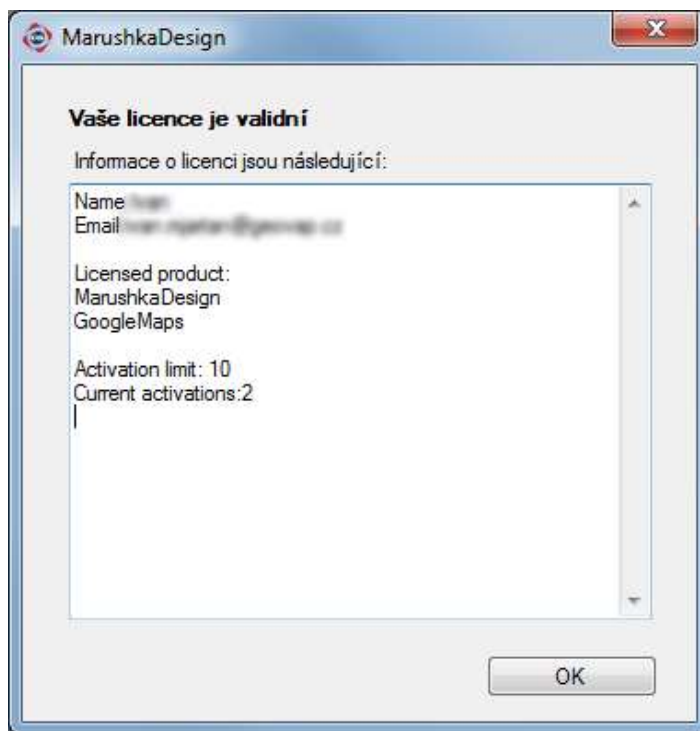 MarushkaDesign
Vaše licence je validní
Informace o licenci jsou následující:
Name
Email
Licensed product:
MarushkaDesign
GoogleMaps
Activation limit: 10
Current activations:2
OK